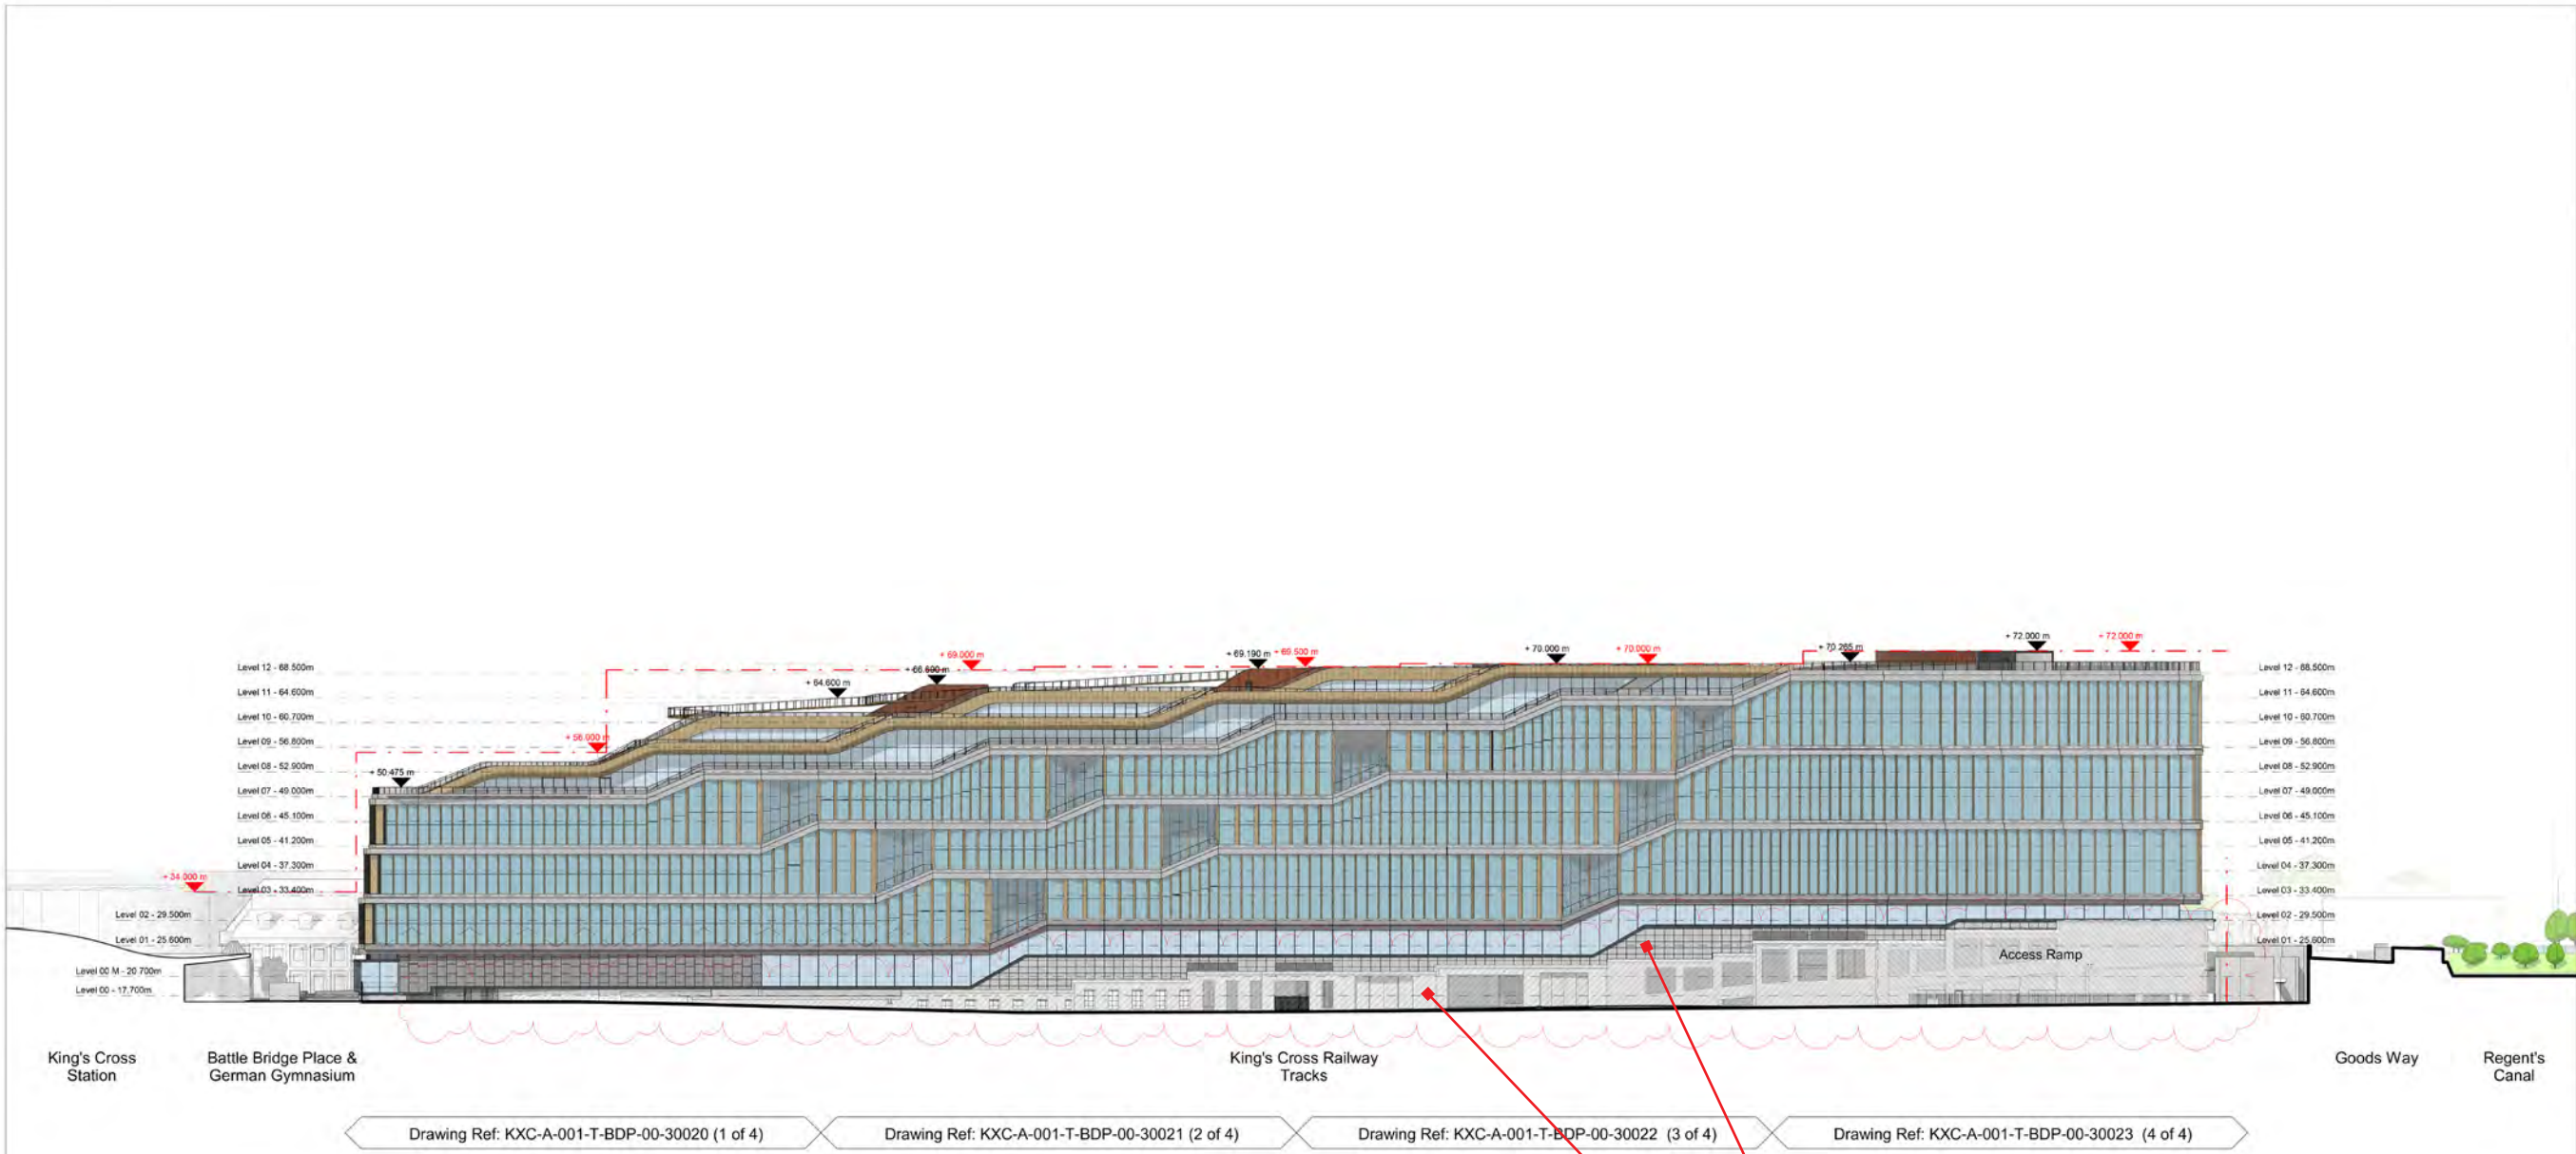 + 72.000 m
+ 72.000 m
+ 70.265 m
+ 70.000 m
+ 70.000 m
+ 69.190 m
+ 69.500 m
+ 69.000 m
+ 66.600 m
+ 64.600 m
+ 56.000 m
+ 50.475 m
+ 34.000 m
Level 12 - 68.500m
Level 11 - 64.600m
Level 10 - 60.700m
Level 09 - 56.800m
Level 08 - 52.900m
Level 07 - 49.000m
Level 06 - 45.100m
Level 05 - 41.200m
Level 04 - 37.300m
Level 03 - 33.400m
Level 02 - 29.500m
Level 01 - 25.600m
Level 00 M - 20.700m
Level 00 - 17.700m
Level 12 - 68.500m
Level 11 - 64.600m
Level 10 - 60.700m
Level 09 - 56.800m
Level 08 - 52.900m
Level 07 - 49.000m
Level 06 - 45.100m
Level 05 - 41.200m
Level 04 - 37.300m
Level 03 - 33.400m
Level 02 - 29.500m
Level 01 - 25.600m
Access Ramp
King's Cross
Station
Battle Bridge Place &
German Gymnasium
King's Cross Railway
Tracks
Goods Way
Regent's
Canal
Drawing Ref: KXC-A-001-T-BDP-00-30020 (1 of 4)
Drawing Ref: KXC-A-001-T-BDP-00-30021 (2 of 4)
Drawing Ref: KXC-A-001-T-BDP-00-30022 (3 of 4)
Drawing Ref: KXC-A-001-T-BDP-00-30023 (4 of 4)